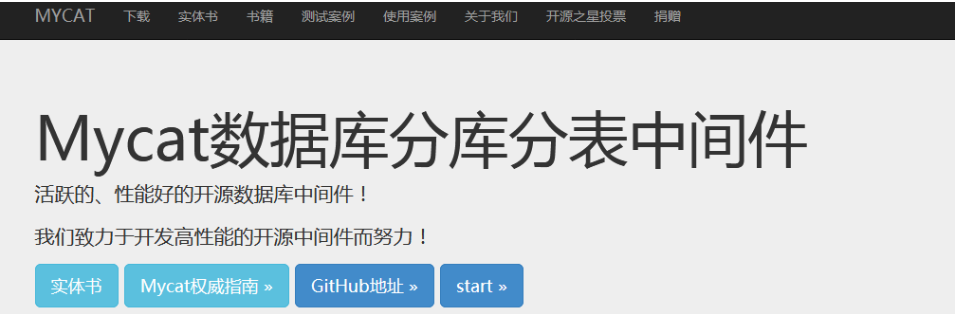 MYCAT 下载 实体书 书籍 测试案例 使用案例 关于我们 开源之星投票 捐赠
Mycat数据库分库分表中间件
活跃的、性能好的开源数据库中间件！
我们致力于开发高性能的开源中间件而努力！
实体书 Mycat权威指南 » GitHub地址 » start »